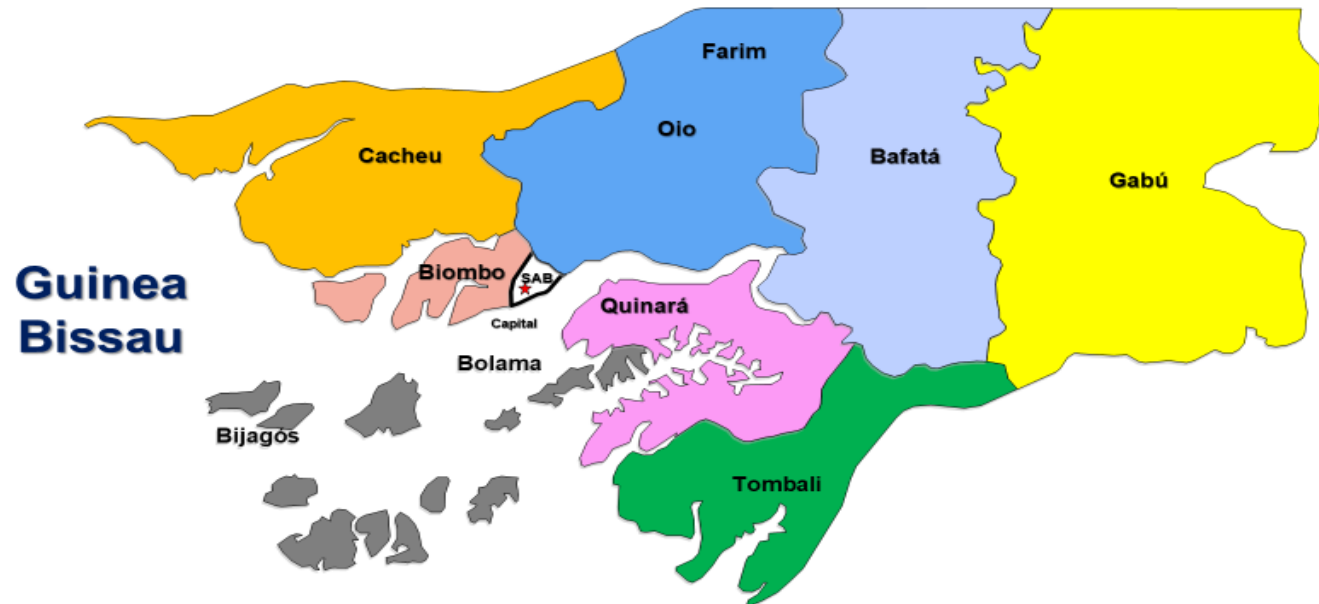 Farim
Oio
Cacheu
Bafatá
Gabú
Guinea
Bissau
Biombo
SAB
Capital
Quinará
Bolama
Bijagós
Tombali